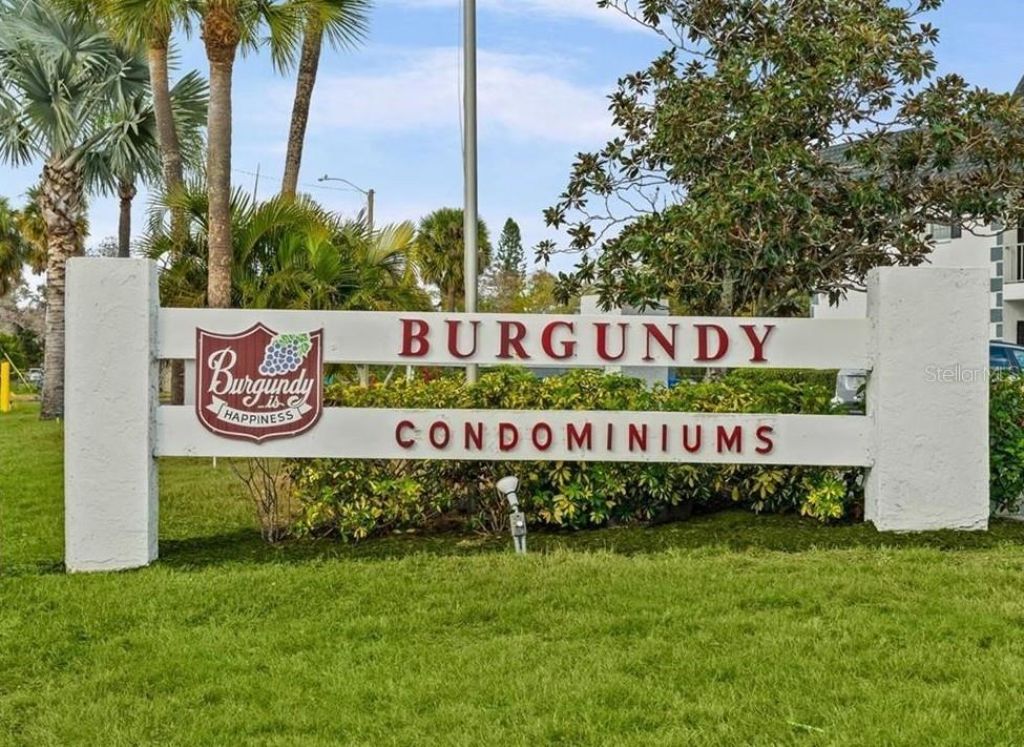 BURGUNDY
Burgundy
is
HAPPINESS
CONDOMINIUMS
StellarMLS